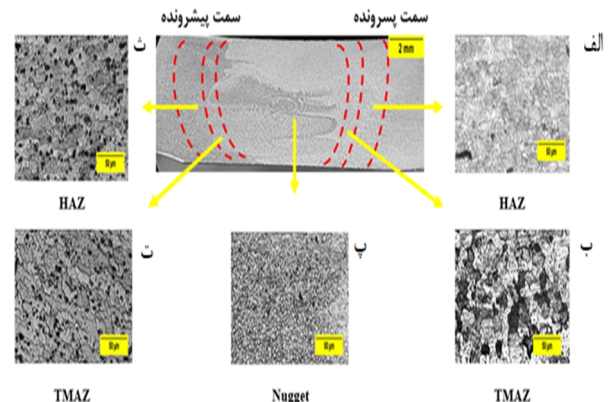 سمت پسرونده
سمت پیشرونده
الف
ث
2 mm
50 µm
50 µm
HAZ
HAZ
ب
پ
ت
50 µm
50 µm
50 µm
TMAZ
Nugget
TMAZ